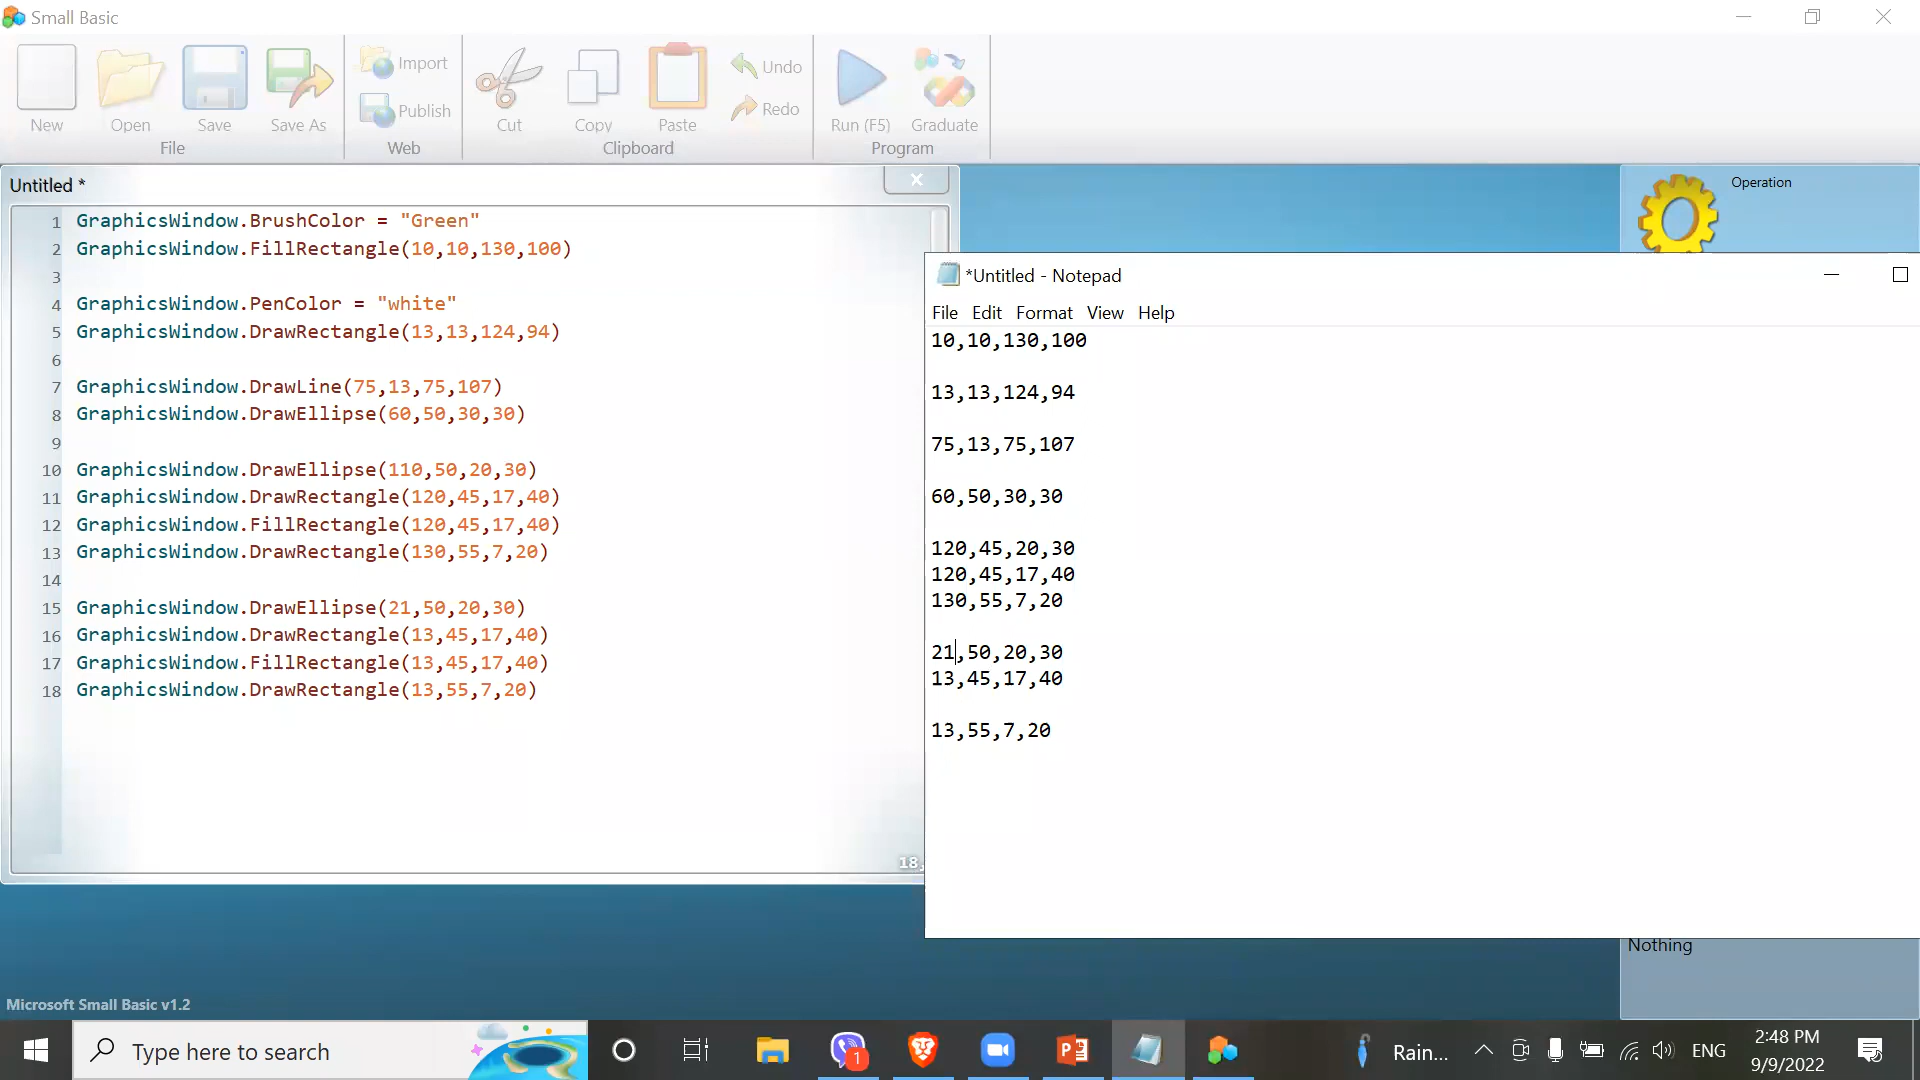 Small Basic
New
Open
Save
Save As
Import
Publish
Cut
Copy
Paste
Undo
Redo
Run (F5)
Graduate
File
Web
Clipboard
Program
Untitled *
1 GraphicsWindow.BrushColor = "Green"
2 GraphicsWindow.FillRectangle(10,10,130,100)
3
4 GraphicsWindow.PenColor = "white"
5 GraphicsWindow.DrawRectangle(13,13,124,94)
6
7 GraphicsWindow.DrawLine(75,13,75,107)
8 GraphicsWindow.DrawEllipse(60,50,30,30)
9
10 GraphicsWindow.DrawEllipse(110,50,20,30)
11 GraphicsWindow.DrawRectangle(120,45,17,40)
12 GraphicsWindow.FillRectangle(120,45,17,40)
13 GraphicsWindow.DrawRectangle(130,55,7,20)
14
15 GraphicsWindow.DrawEllipse(21,50,20,30)
16 GraphicsWindow.DrawRectangle(13,45,17,40)
17 GraphicsWindow.FillRectangle(13,45,17,40)
18 GraphicsWindow.DrawRectangle(13,55,7,20)
18,
Operation
*Untitled - Notepad
File Edit Format View Help
10,10,130,100
13,13,124,94
75,13,75,107
60,50,30,30
120,45,20,30
120,45,17,40
130,55,7,20
21,50,20,30
13,45,17,40
13,55,7,20
Nothing
Microsoft Small Basic v1.2
Type here to search
1
Rain...
ENG
2:48 PM
9/9/2022